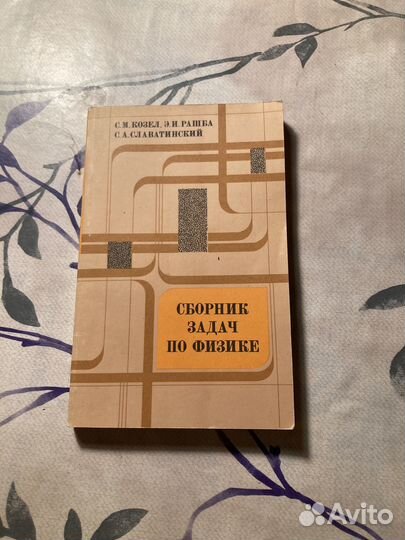 С.М.КОЗЕЛ, Э.И.РАШБА
С.А.СЛАВАТИНСКИЙ
СБОРНИК
ЗАДАЧ
ПО ФИЗИКЕ
Avito